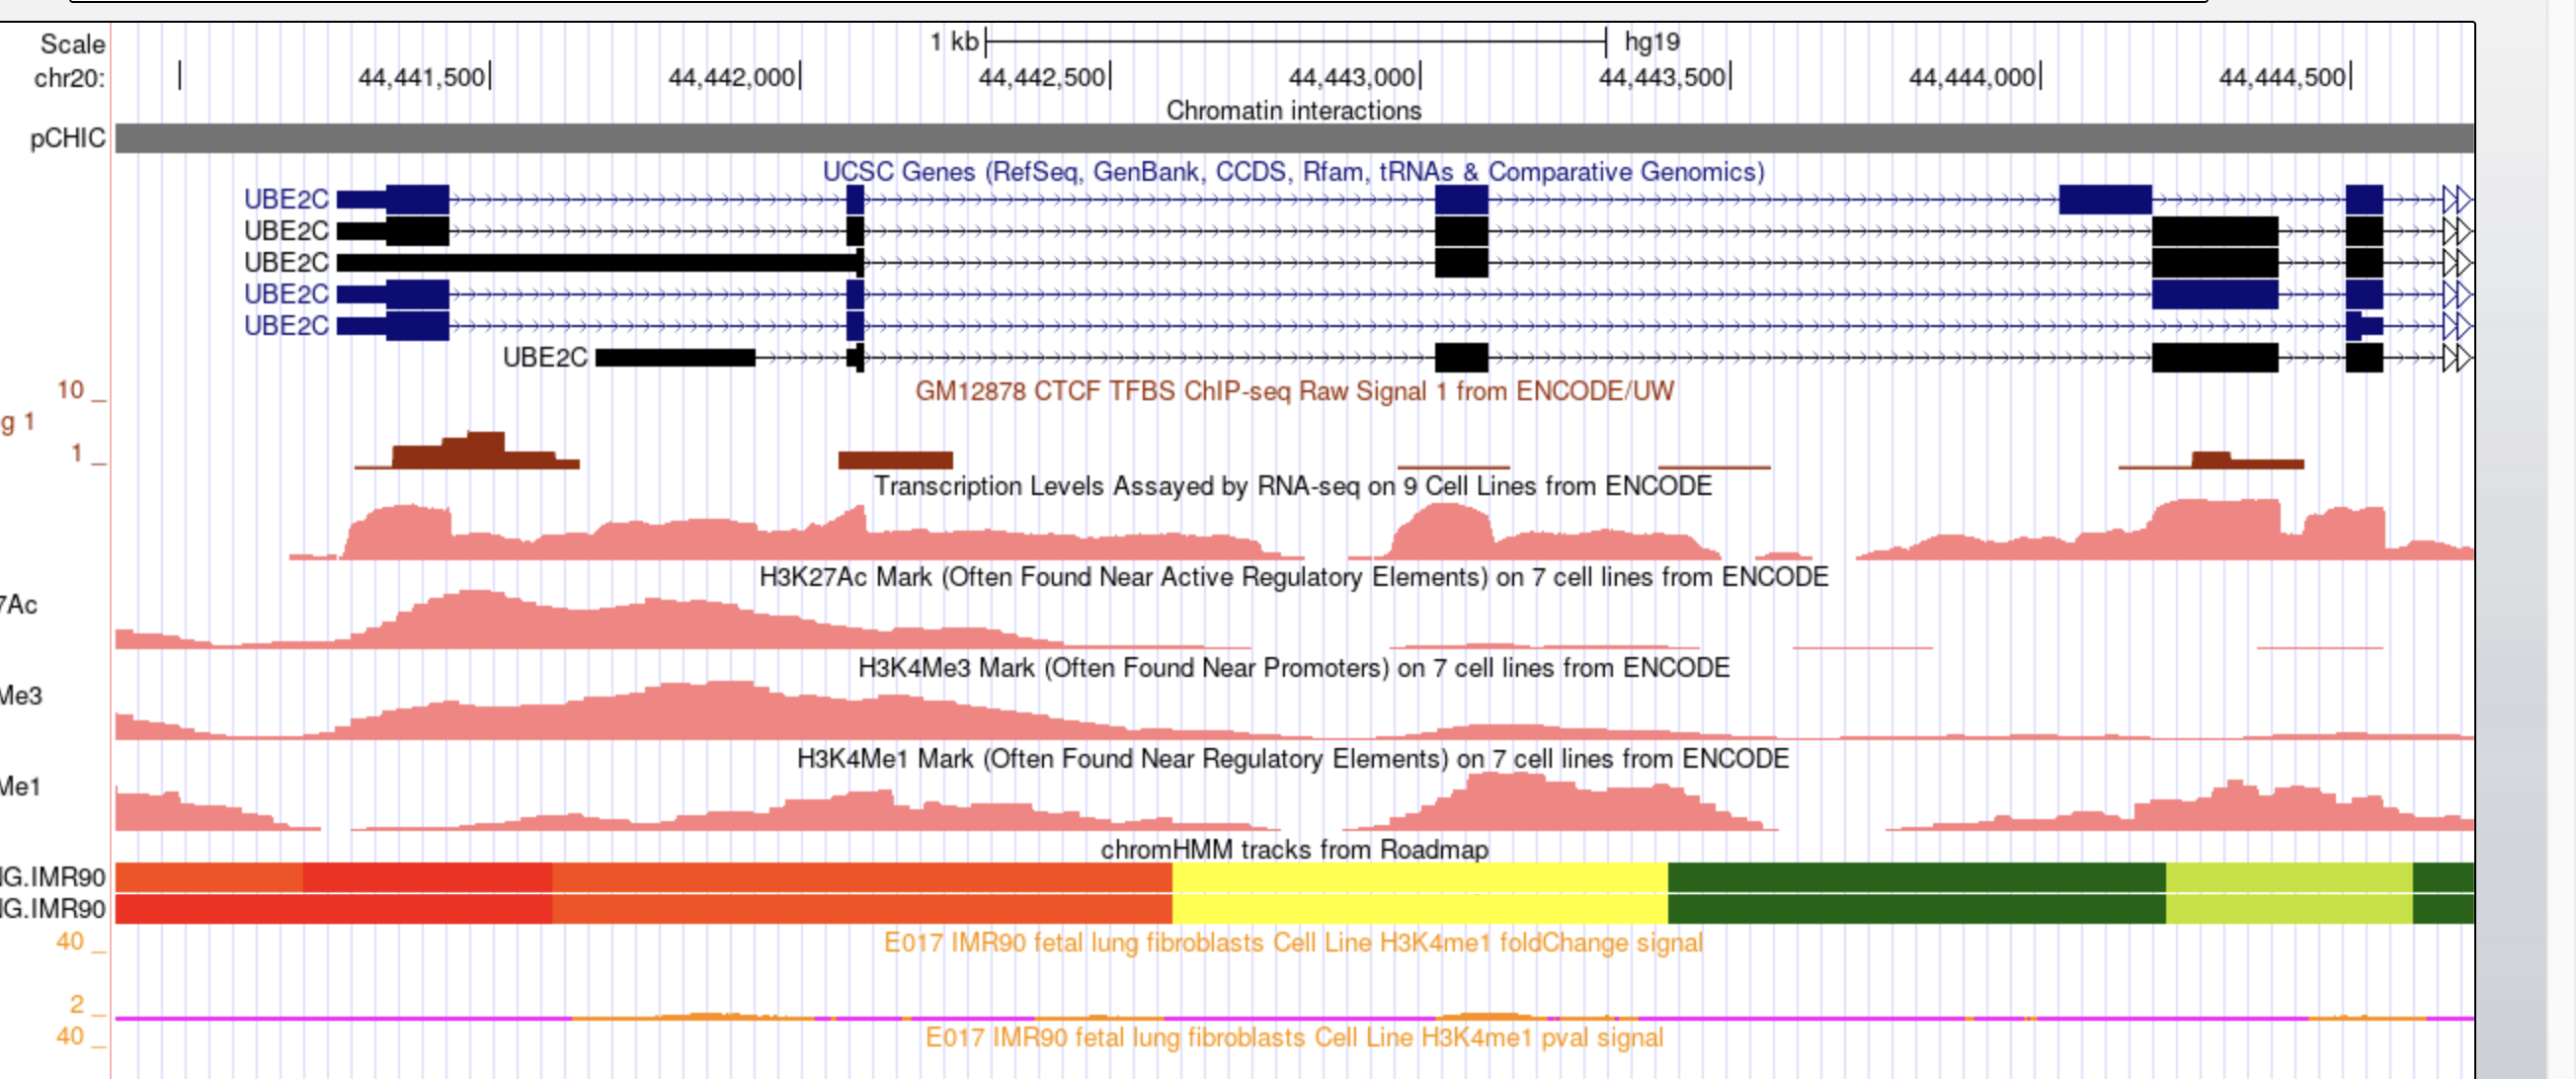 Scale 1 kb hg19
chr20: 44,441,500 44,442,000 44,442,500 44,443,000 44,443,500 44,444,000 44,444,500
Chromatin interactions
pCHIC
UCSC Genes (RefSeq, GenBank, CCDS, Rfam, tRNAs & Comparative Genomics)
UBE2C
UBE2C
UBE2C
UBE2C
UBE2C
UBE2C
10 _
GM12878 CTCF TFBS ChIP-seq Raw Signal 1 from ENCODE/UW
g 1
1 _
Transcription Levels Assayed by RNA-seq on 9 Cell Lines from ENCODE
H3K27Ac Mark (Often Found Near Active Regulatory Elements) on 7 cell lines from ENCODE
7Ac
H3K4Me3 Mark (Often Found Near Promoters) on 7 cell lines from ENCODE
Me3
H3K4Me1 Mark (Often Found Near Regulatory Elements) on 7 cell lines from ENCODE
Me1
chromHMM tracks from Roadmap
G.IMR90
G.IMR90
40 _
E017 IMR90 fetal lung fibroblasts Cell Line H3K4me1 foldChange signal
2 _
E017 IMR90 fetal lung fibroblasts Cell Line H3K4me1 pval signal
40 _